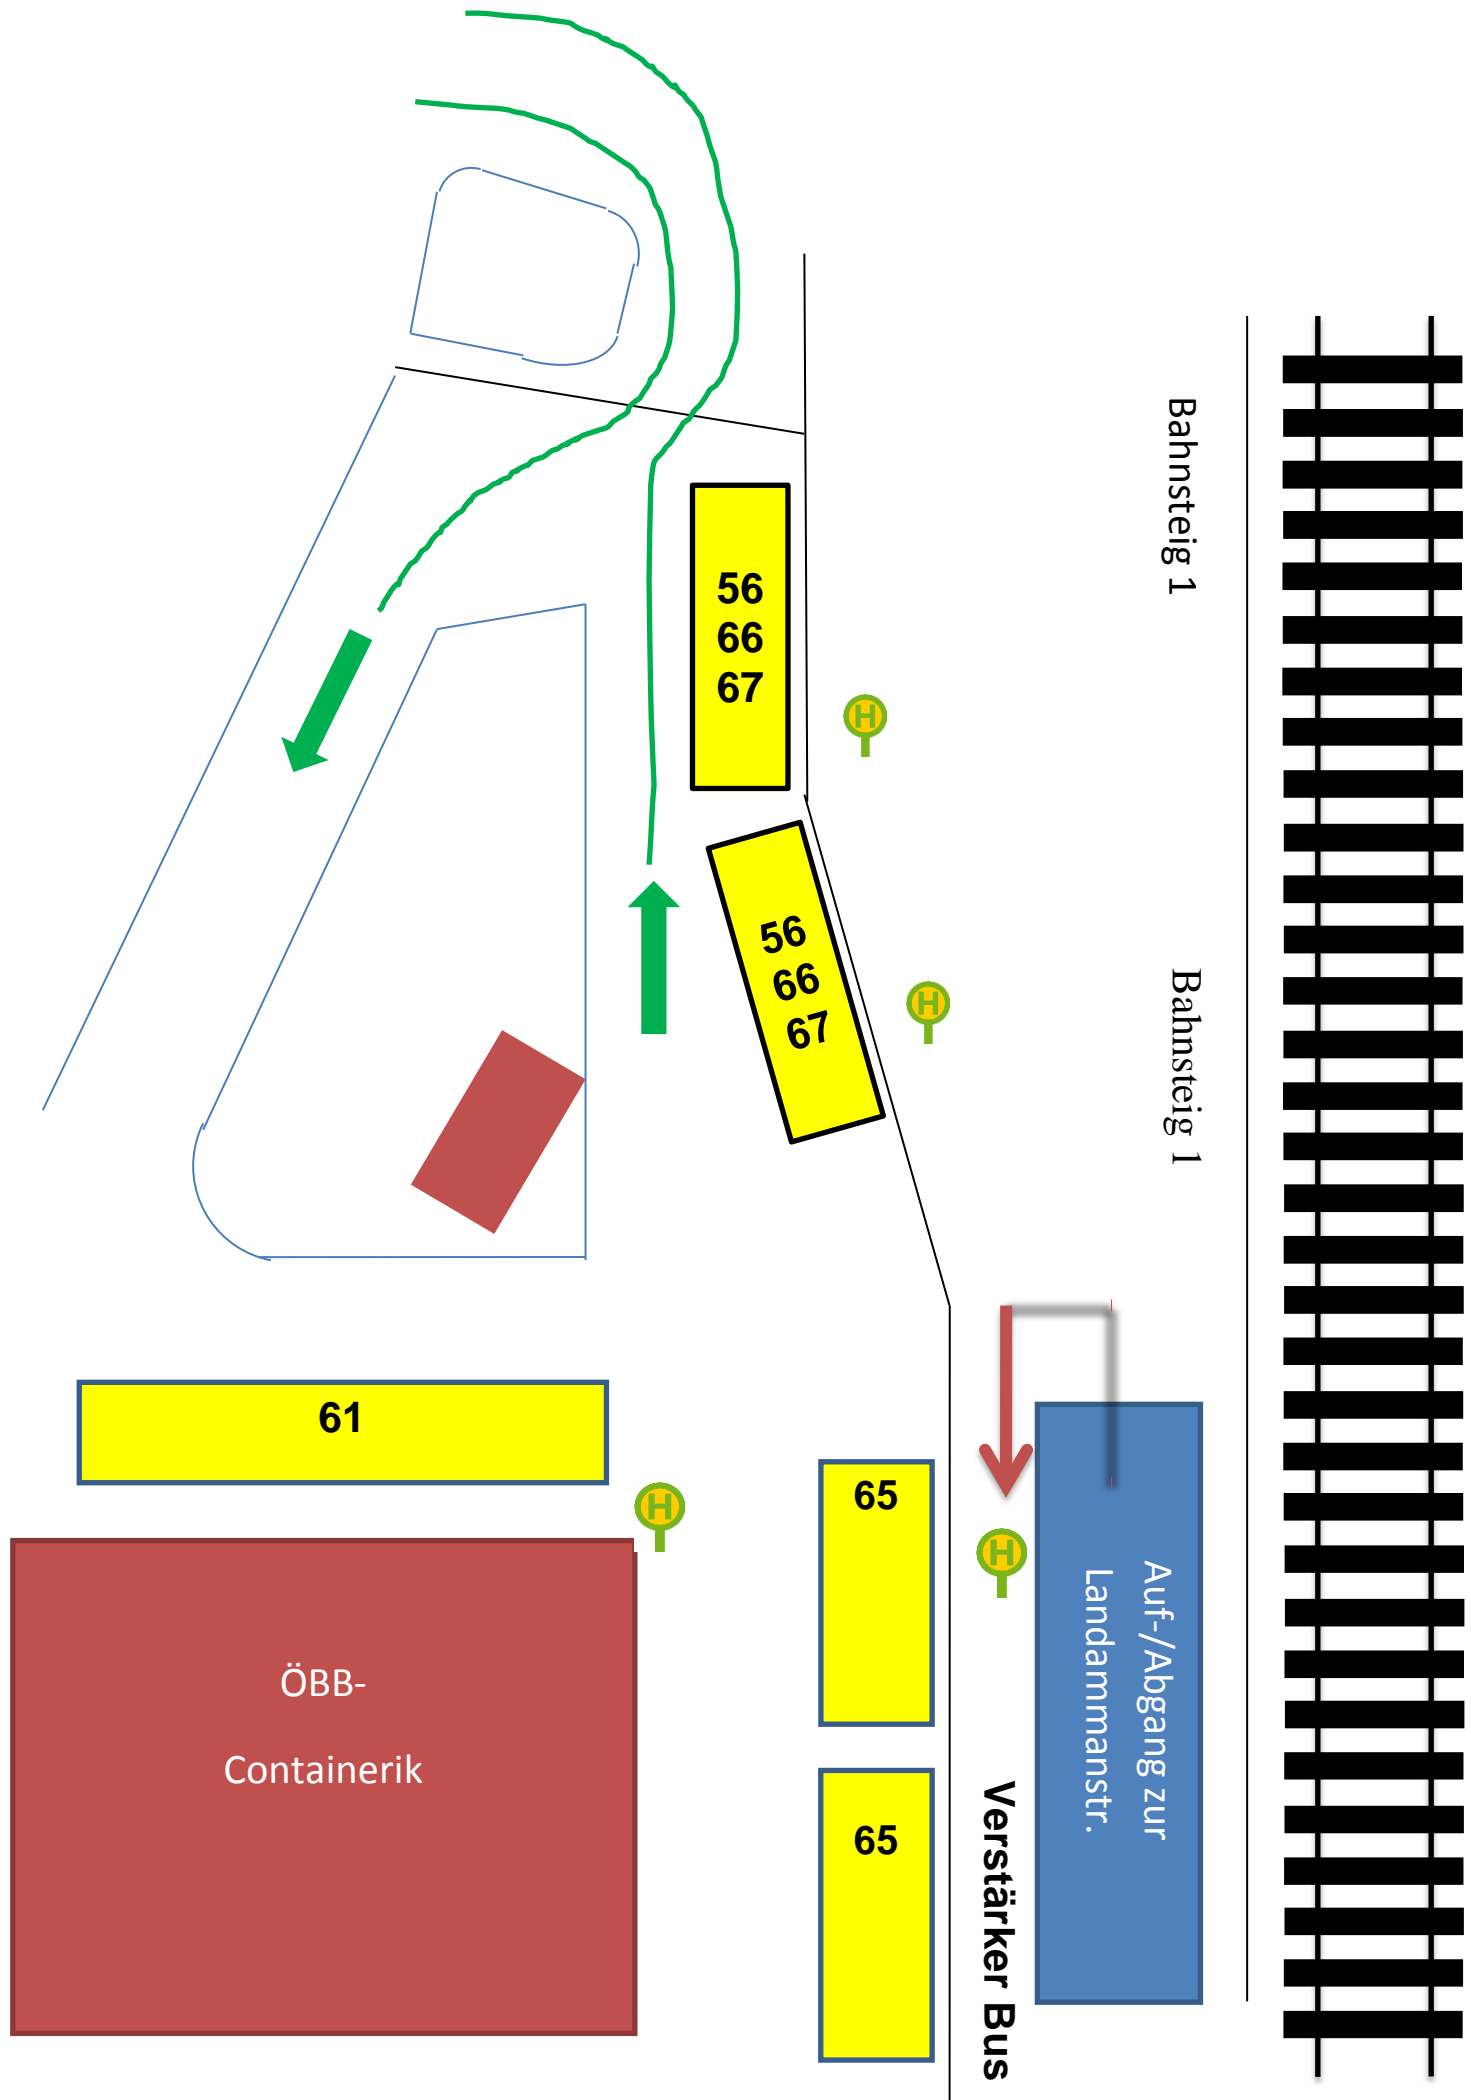 Bahnsteig 1
56
66
67
H
56
66
67
H
Bahnsteig 1
61
H
65
H
Auf-/Abgang zur
Landammanstr.
ÖBB-
Containerik
65
Verstärker Bus